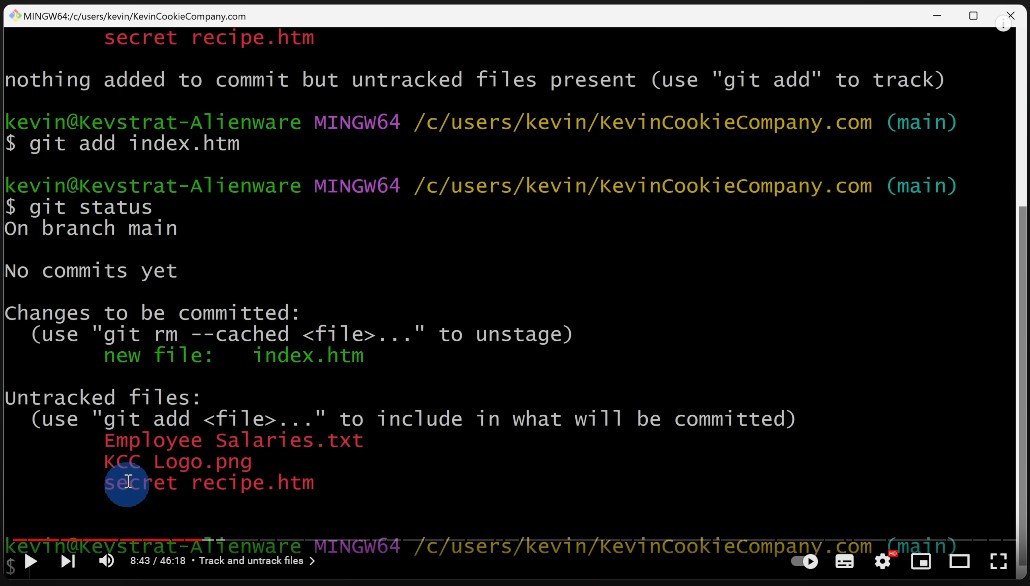 MINGW64:/c/users/kevin/KevinCookieCompany.com
secret recipe.htm
nothing added to commit but untracked files present (use "git add" to track)
kevin@Kevstrat-Alienware MINGW64 /c/users/kevin/KevinCookieCompany.com (main)
$ git add index.htm
kevin@Kevstrat-Alienware MINGW64 /c/users/kevin/KevinCookieCompany.com (main)
$ git status
On branch main
No commits yet
Changes to be committed:
(use "git rm --cached <file>..." to unstage)
new file: index.htm
Untracked files:
(use "git add <file>..." to include in what will be committed)
Employee Salaries.txt
KCC Logo.png
secret recipe.htm
kevin@Kevstrat-Alienware MINGW64 /c/users/kevin/KevinCookieCompany.com (main)
$
8:43 / 46:18 • Track and untrack files >
HD